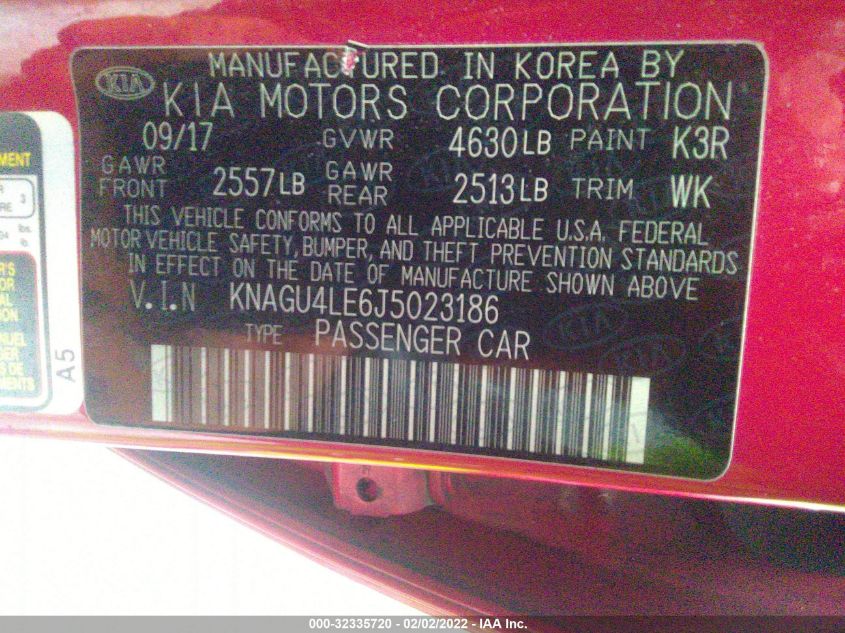 MANUFACTURED IN KOREA BY
KIA
KIA MOTORS CORPORATION
09/17 GVWR 4630LB PAINT K3R
GAWR FRONT 2557LB GAWR REAR 2513LB TRIM WK
THIS VEHICLE CONFORMS TO ALL APPLICABLE U.S.A. FEDERAL
MOTOR VEHICLE SAFETY, BUMPER, AND THEFT PREVENTION STANDARDS
IN EFFECT ON THE DATE OF MANUFACTURE SHOWN ABOVE
V.I.N KNAGU4LE6J5023186
TYPE PASSENGER CAR
A5
000-32335720 - 02/02/2022 - IAA Inc.